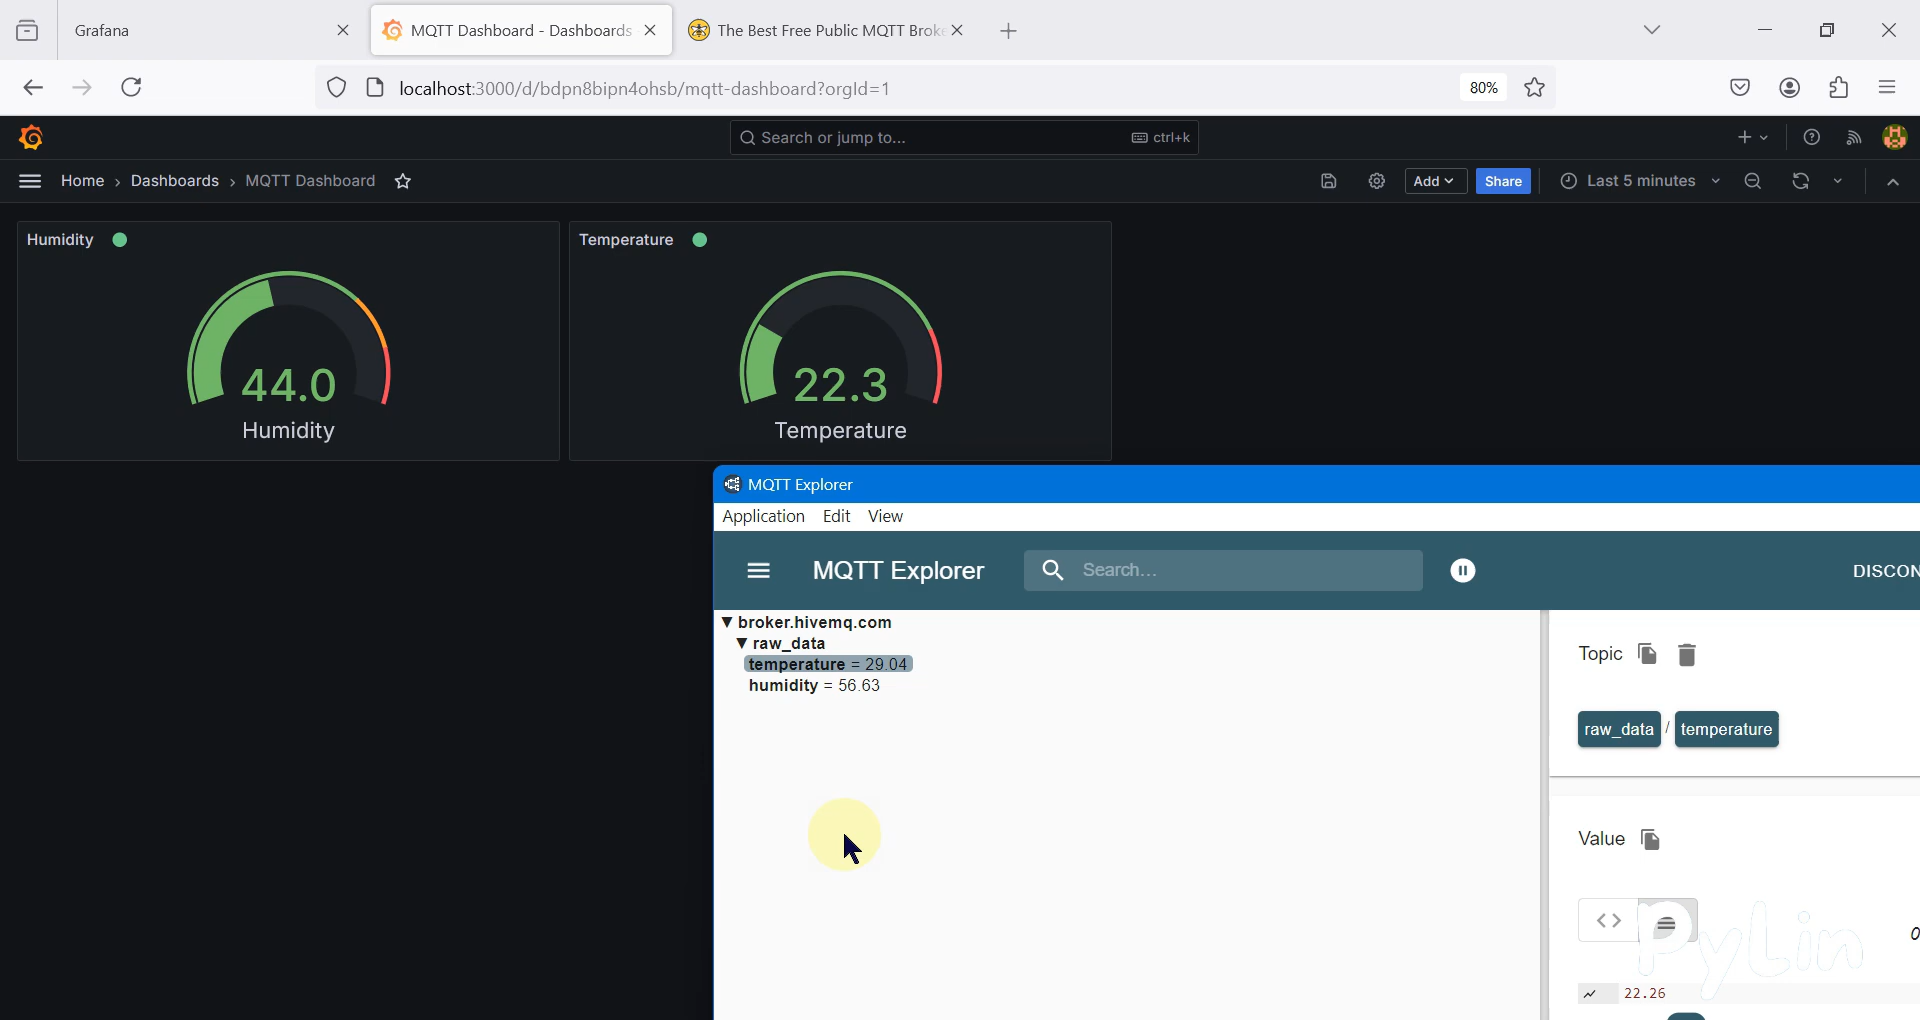 Grafana
MQTT Dashboard - Dashboards
The Best Free Public MQTT Broke
localhost:3000/d/bdpn8bipn4ohsb/mqtt-dashboard?orgId=1
80%
Search or jump to...
ctrl+k
Home › Dashboards › MQTT Dashboard
Add
Share
Last 5 minutes
Humidity
44.0
Humidity
Temperature
22.3
Temperature
MQTT Explorer
Application Edit View
MQTT Explorer
Search...
DISCON
▼ broker.hivemq.com
▼ raw_data
temperature = 29.04
humidity = 56.63
Topic
raw_data / temperature
Value
PyLin
22.26